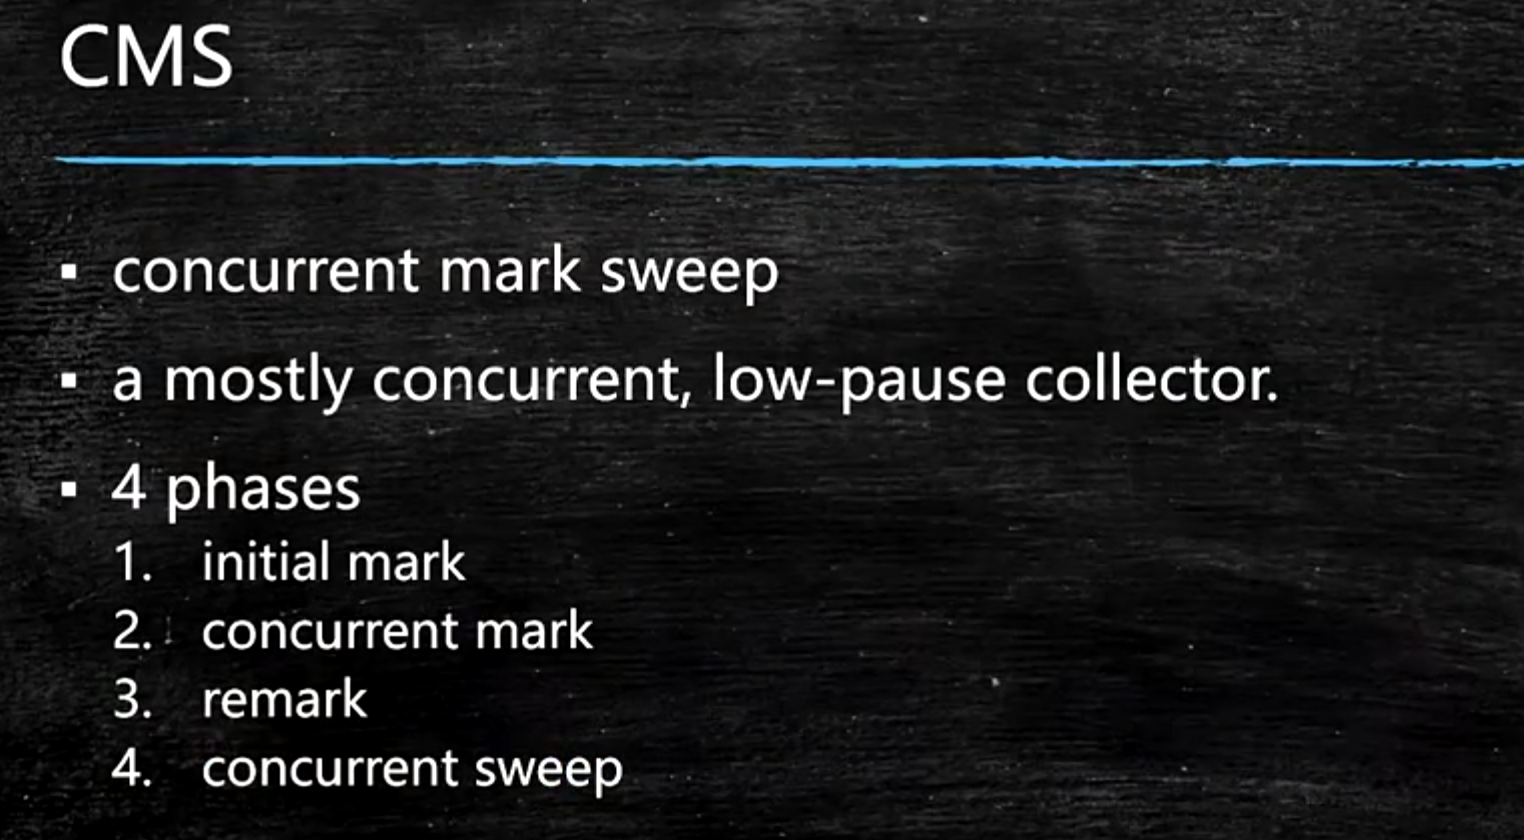 CMS
▪ concurrent mark sweep
▪ a mostly concurrent, low-pause collector.
▪ 4 phases
1. initial mark
2. concurrent mark
3. remark
4. concurrent sweep